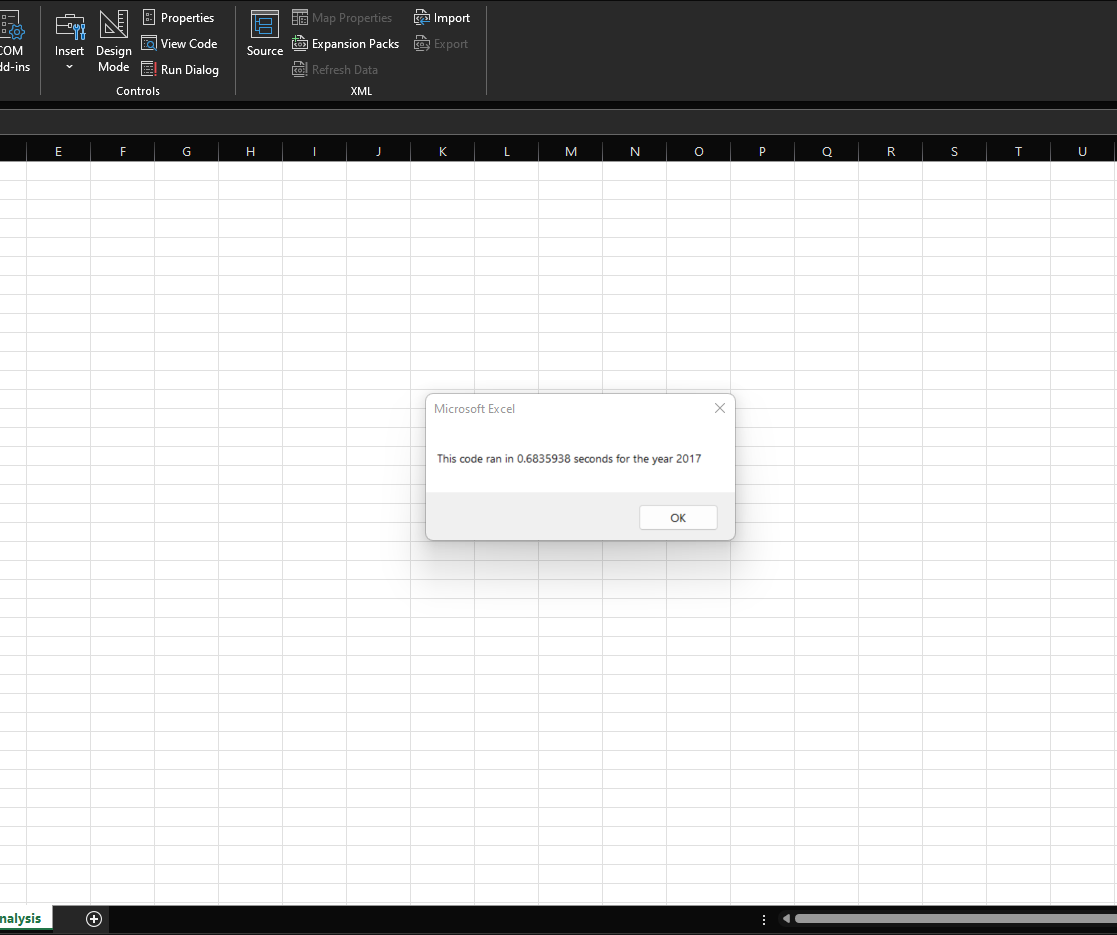 COM
dd-ins
Insert
Design
Mode
Properties
View Code
Run Dialog
Controls
Source
Map Properties
Expansion Packs
Refresh Data
Import
Export
XML
E F G H I J K L M N O P Q R S T U
Microsoft Excel
This code ran in 0.6835938 seconds for the year 2017
OK
nalysis